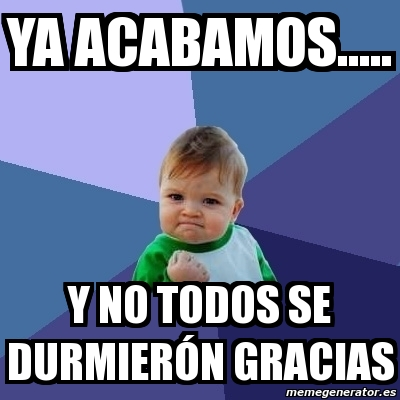 YA ACABAMOS.....
Y NO TODOS SE
DURMIERÓN GRACIAS
memegenerator.es